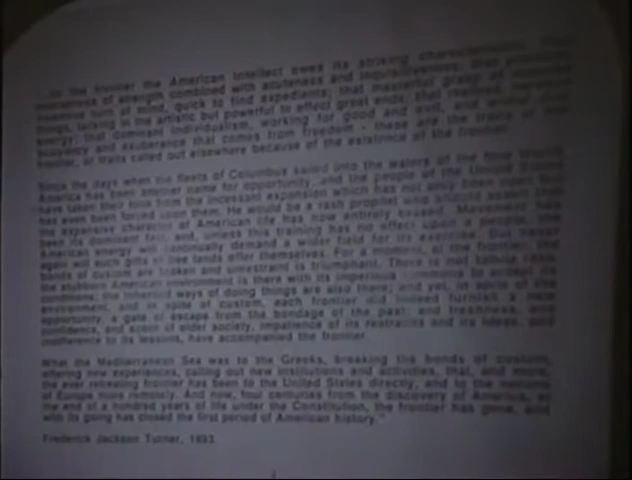 ...to the frontier the American intellect owes its striking characteristics. That
coarseness of strength combined with acuteness and inquisitiveness; that practical
inventive turn of mind, quick to find expedients; that masterful grasp of material
things, lacking in the artistic but powerful to effect great ends; that restless, nervous
energy; that dominant individualism, working for good and evil, and withal that
buoyancy and exuberance that comes from freedom - these are the traits of the
frontier, or traits called out elsewhere because of the existence of the frontier.
Since the days when the fleets of Columbus sailed into the waters of the New World
America has been another name for opportunity, and the people of the United States
have taken their tone from the incessant expansion which has not only been open but
has even been forced upon them. He would be a rash prophet who should assert that
the expansive character of American life has now entirely ceased. Movement has
been its dominant fact, and, unless this training has no effect upon a people, the
American energy will continually demand a wider field for its exercise. But never
again will such gifts of free lands offer themselves. For a moment, at the frontier, the
bonds of custom are broken and unrestraint is triumphant. There is not tabula rasa
the stubborn American environment is there with its imperious summons to accept its
conditions; the inherited ways of doing things are also there; and yet, in spite of the
environment, and in spite of custom, each frontier did indeed furnish a new
opportunity, a gate of escape from the bondage of the past; and freshness, and
confidence, and scorn of older society, impatience of its restraints and its ideas, and
indifference to its lessons, have accompanied the frontier.
What the Mediterranean Sea was to the Greeks, breaking the bonds of custom,
offering new experiences, calling out new institutions and activities, that, and more,
the ever retreating frontier has been to the United States directly, and to the nations
of Europe more remotely. And now, four centuries from the discovery of America, at
the end of a hundred years of life under the Constitution, the frontier has gone, and
with its going has closed the first period of American history."
Frederick Jackson Turner, 1893